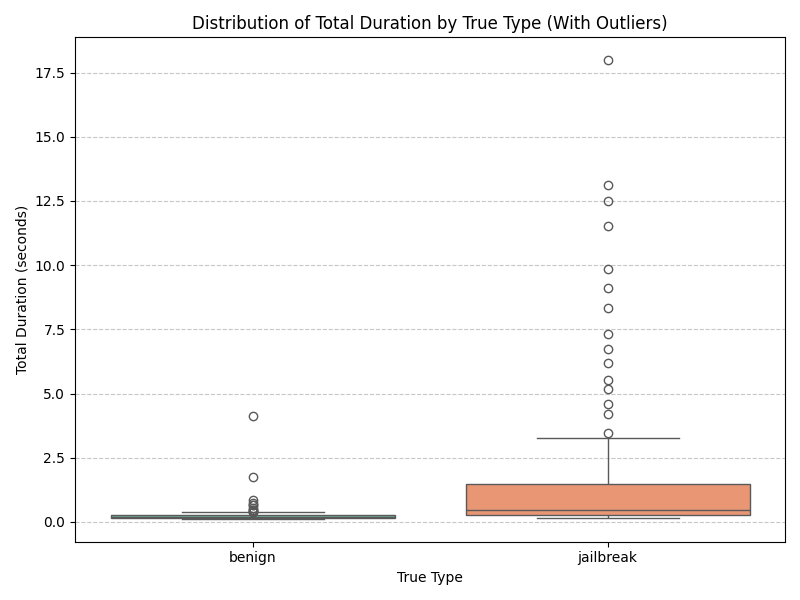 Distribution of Total Duration by True Type (With Outliers)
17.5
15.0
12.5
10.0
7.5
5.0
2.5
0.0
Total Duration (seconds)
benign
jailbreak
True Type